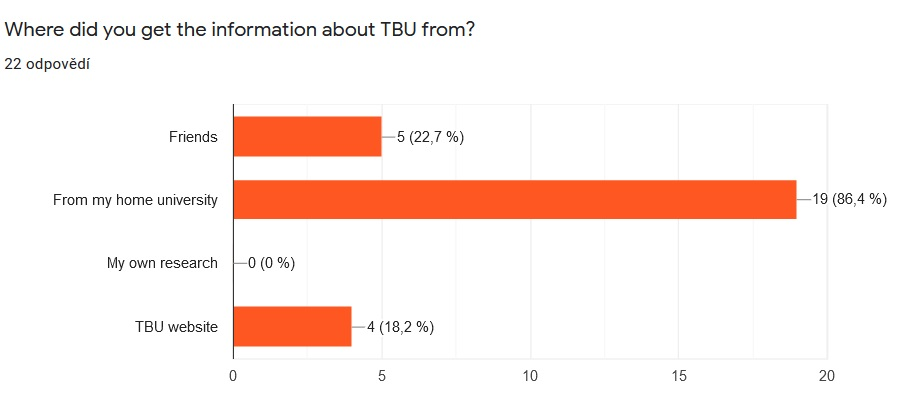 Where did you get the information about TBU from?
22 odpovědí
Friends
5 (22,7 %)
From my home university
19 (86,4 %)
My own research
0 (0 %)
TBU website
4 (18,2 %)
0
5
10
15
20